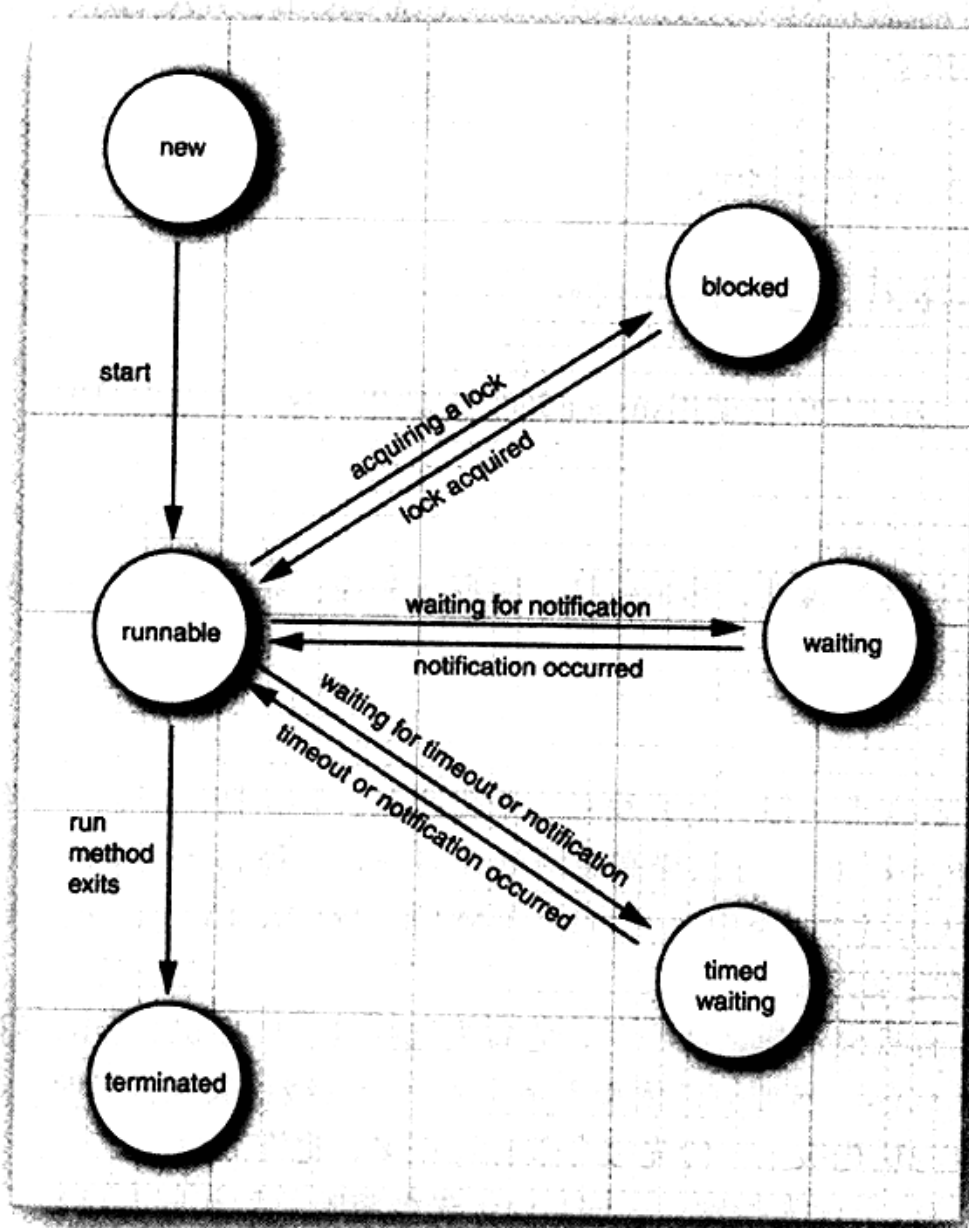 new
blocked
start
acquiring a lock
lock acquired
runnable
waiting for notification
waiting
notification occurred
waiting for timeout or notification
timeout or notification occurred
run
method
exits
timed
waiting
terminated